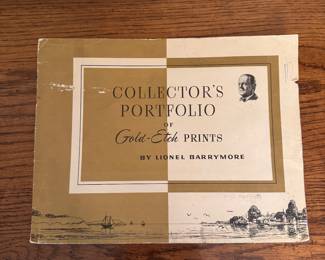 COLLECTOR'S
PORTFOLIO
OF
Gold-Etch PRINTS
BY LIONEL BARRYMORE